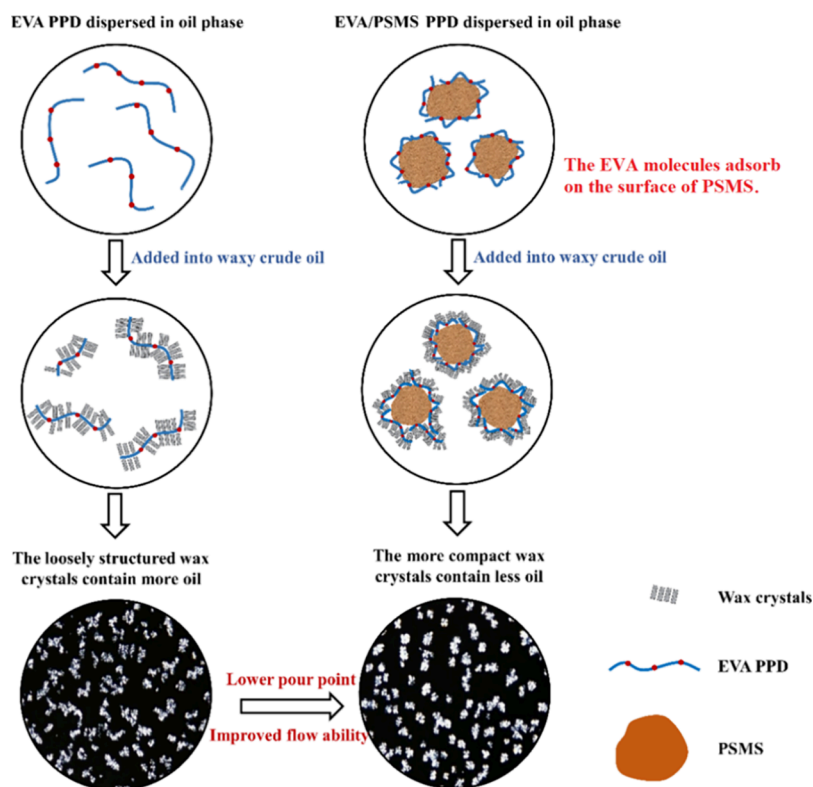 EVA PPD dispersed in oil phase
EVA/PSMS PPD dispersed in oil phase
The EVA molecules adsorb
on the surface of PSMS.
Added into waxy crude oil
Added into waxy crude oil
The loosely structured wax
crystals contain more oil
The more compact wax
crystals contain less oil
Lower pour point
Improved flow ability
Wax crystals
EVA PPD
PSMS